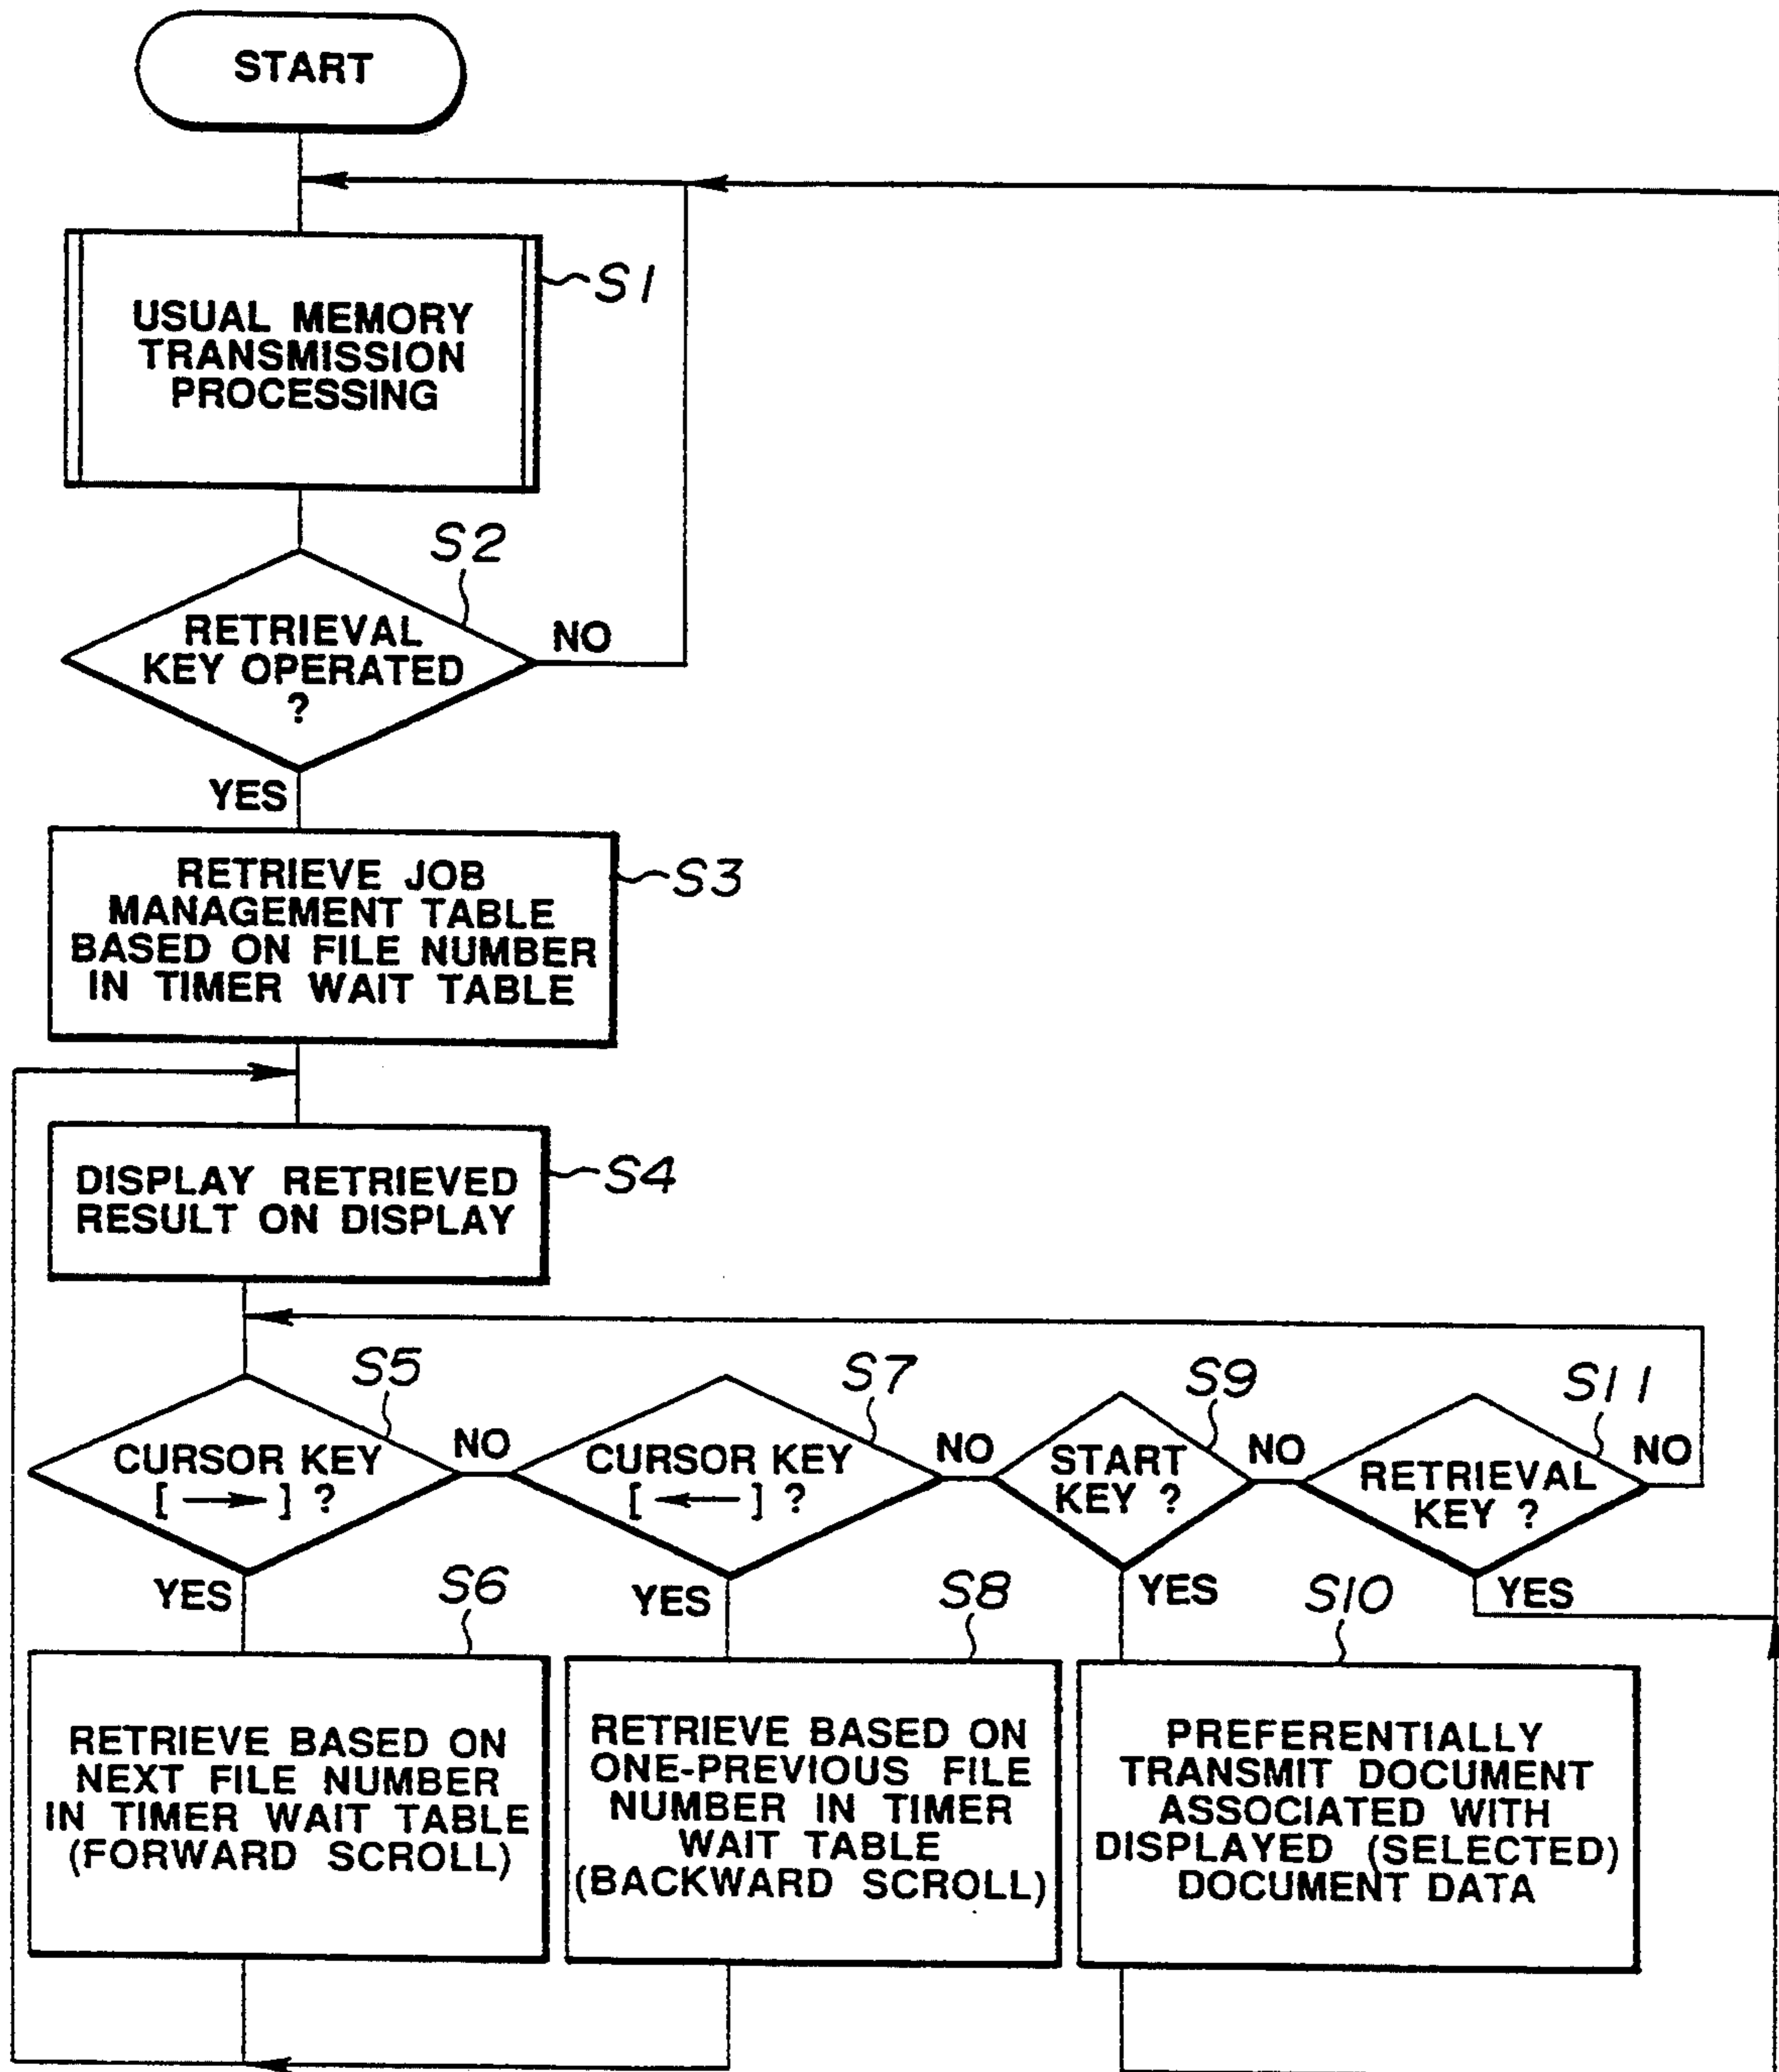 START
USUAL MEMORY
TRANSMISSION
PROCESSING
S1
S2
RETRIEVAL
KEY OPERATED
?
NO
YES
RETRIEVE JOB
MANAGEMENT TABLE
BASED ON FILE NUMBER
IN TIMER WAIT TABLE
S3
DISPLAY RETRIEVED
RESULT ON DISPLAY
S4
S5
CURSOR KEY
[ → ] ?
NO
YES
S7
CURSOR KEY
[ ← ] ?
NO
YES
S9
START
KEY ?
NO
YES
S11
RETRIEVAL
KEY ?
NO
YES
S6
RETRIEVE BASED ON
NEXT FILE NUMBER
IN TIMER WAIT TABLE
(FORWARD SCROLL)
S8
RETRIEVE BASED ON
ONE-PREVIOUS FILE
NUMBER IN TIMER
WAIT TABLE
(BACKWARD SCROLL)
S10
PREFERENTIALLY
TRANSMIT DOCUMENT
ASSOCIATED WITH
DISPLAYED (SELECTED)
DOCUMENT DATA